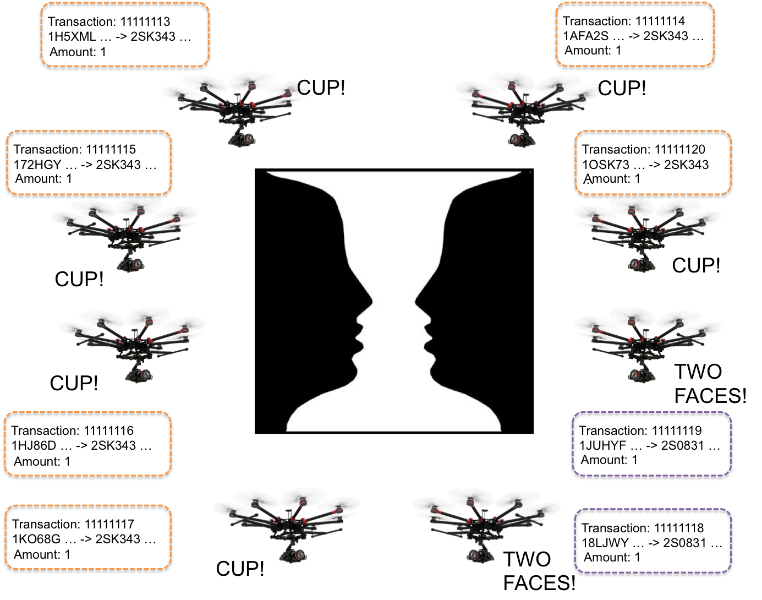 Transaction: 11111113
1H5XML ... -> 2SK343 ...
Amount: 1
CUP!
Transaction: 11111114
1AFA2S ... -> 2SK343 ...
Amount: 1
CUP!
Transaction: 11111115
172HGY ... -> 2SK343 ...
Amount: 1
CUP!
Transaction: 11111120
1OSK73 ... -> 2SK343
Amount: 1
CUP!
CUP!
TWO
FACES!
Transaction: 11111116
1HJ86D ... -> 2SK343 ...
Amount: 1
Transaction: 11111119
1JUHYF ... -> 2S0831 ...
Amount: 1
Transaction: 11111117
1KO68G ... -> 2SK343 ...
Amount: 1
CUP!
TWO
FACES!
Transaction: 11111118
18LJWY ... -> 2S0831 ...
Amount: 1